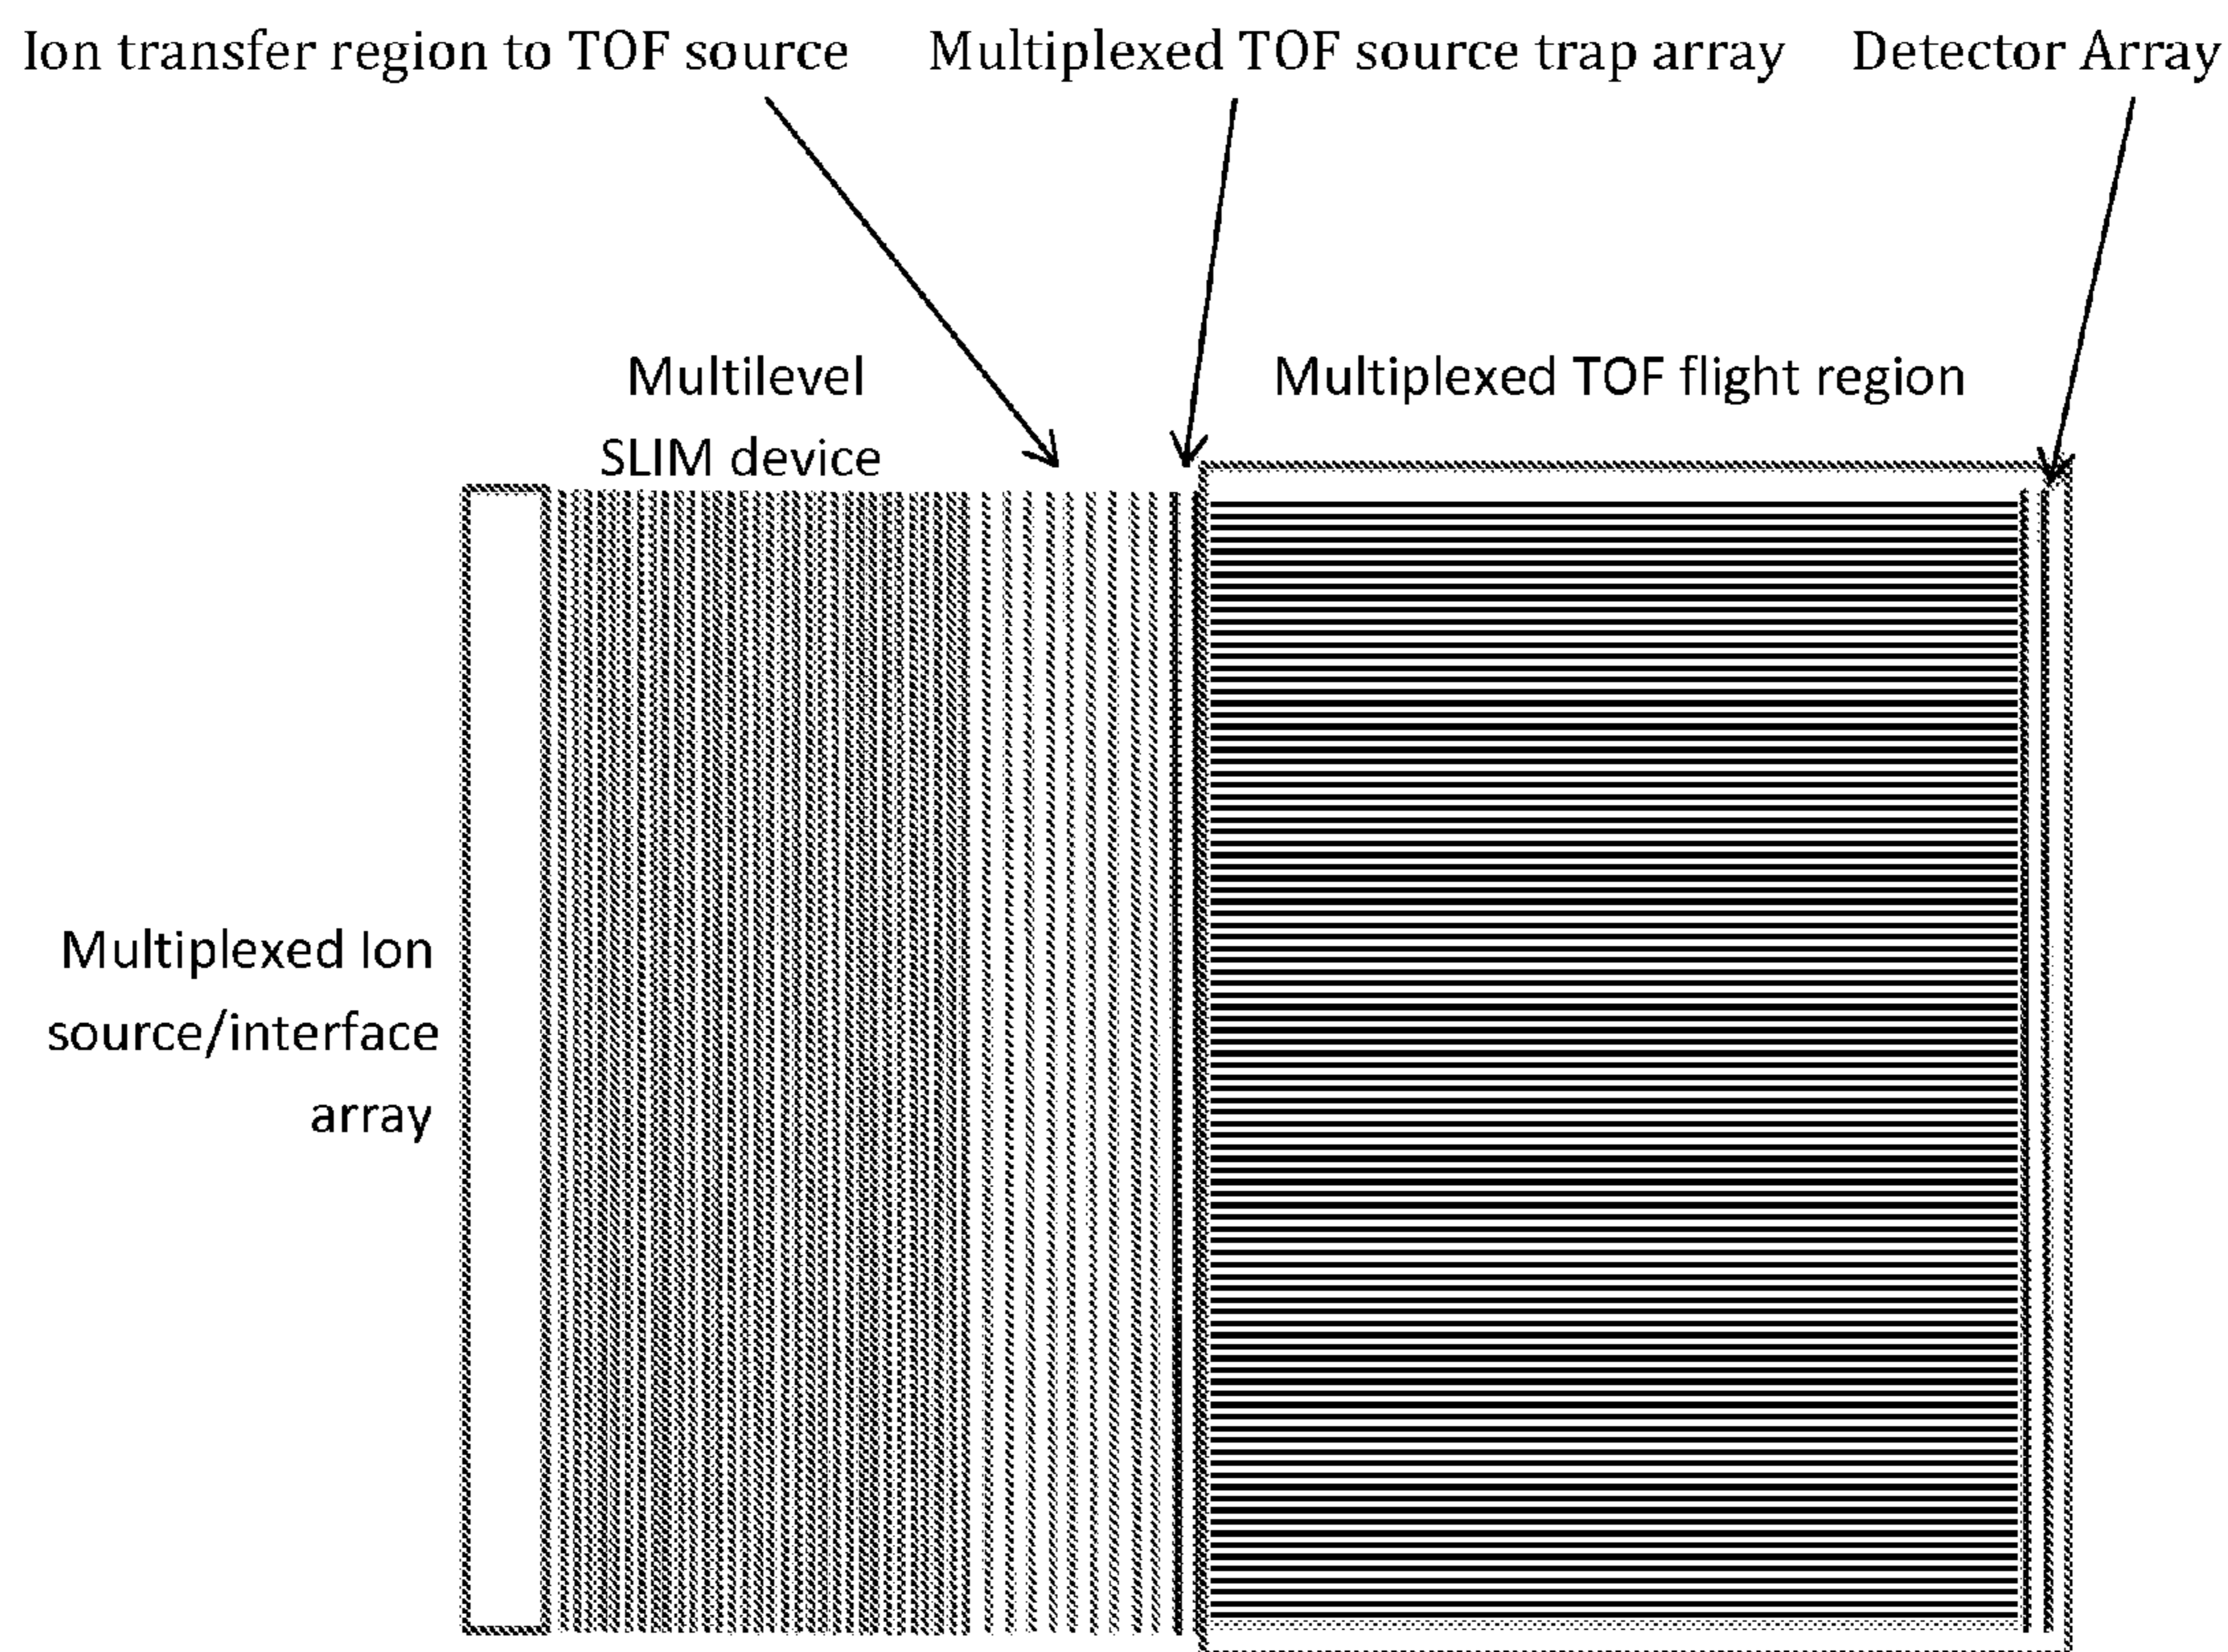 Ion transfer region to TOF source
Multiplexed TOF source trap array
Detector Array
Multilevel
SLIM device
Multiplexed TOF flight region
Multiplexed Ion
source/interface
array